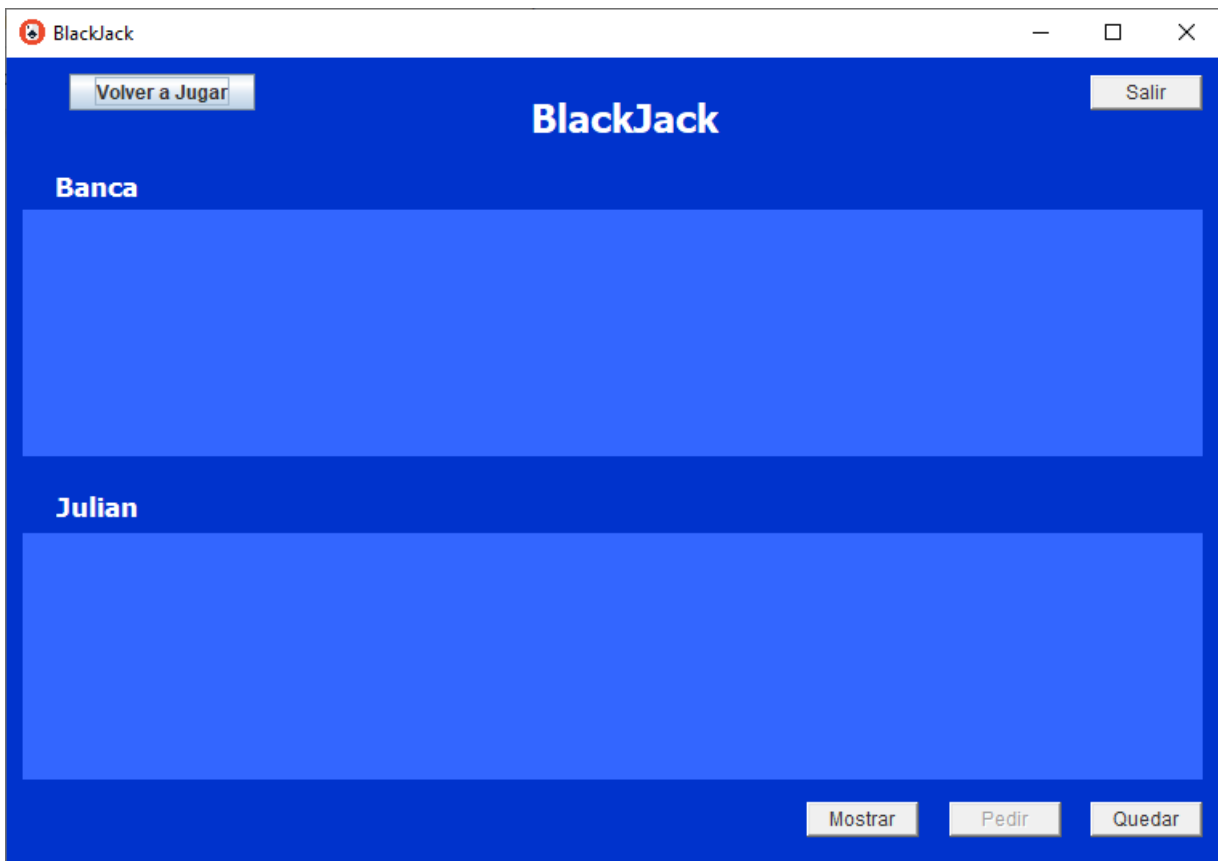 BlackJack
Volver a Jugar
Salir
BlackJack
Banca
Julian
Mostrar
Pedir
Quedar